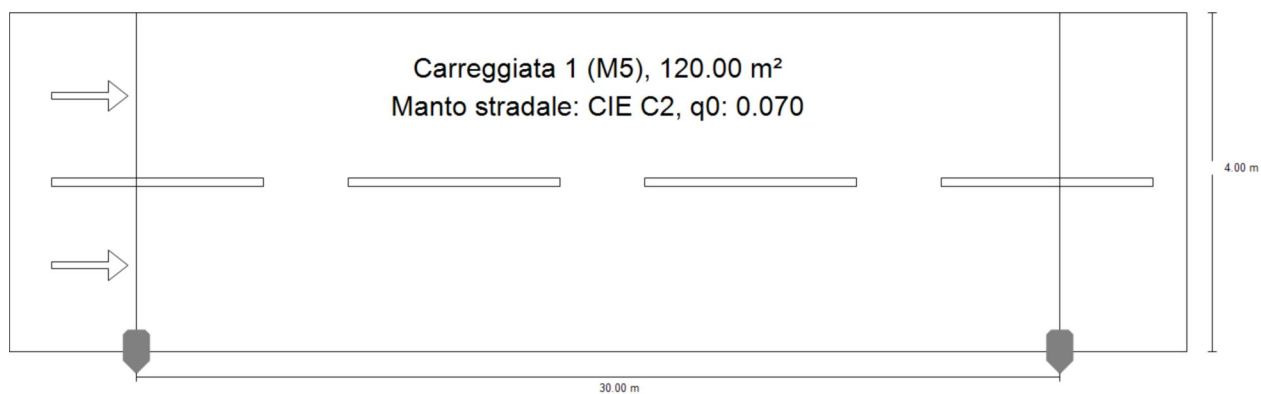 Carreggiata 1 (M5), 120.00 m²
Manto stradale: CIE C2, q0: 0.070
4.00 m
30.00 m